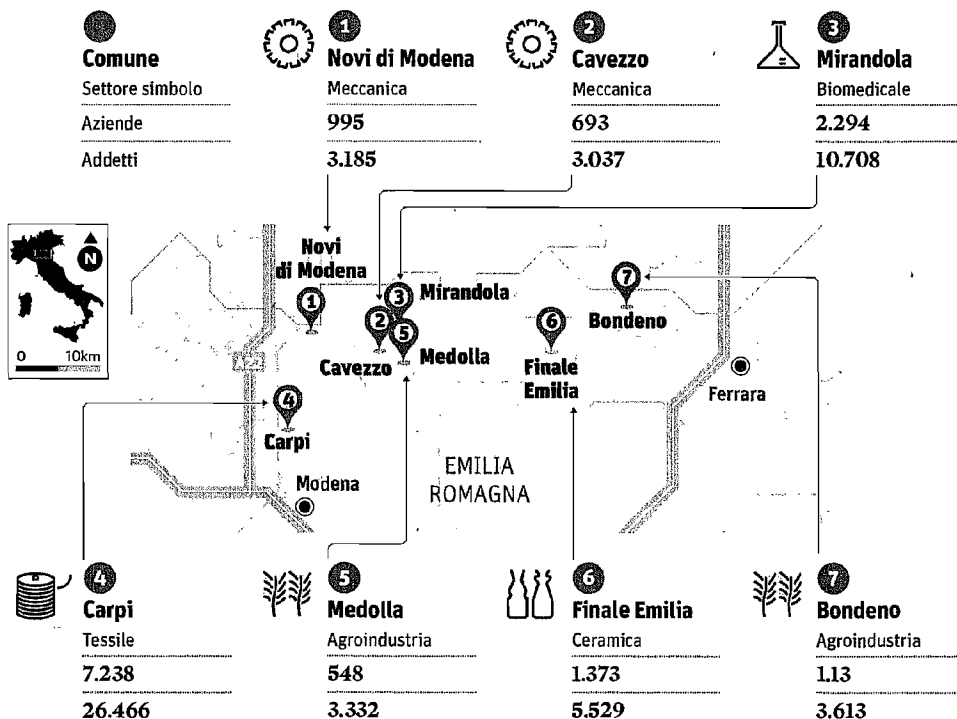 Comune
Settore simbolo
Aziende
Addetti
1
Novi di Modena
Meccanica
995
3.185
2
Cavezzo
Meccanica
693
3.037
3
Mirandola
Biomedicale
2.294
10.708
N
0 10km
Novi
di Modena
1
3
Mirandola
2
Cavezzo
5
Medolla
7
Bondeno
6
Finale
Emilia
Ferrara
4
Carpi
Modena
EMILIA
ROMAGNA
4
Carpi
Tessile
7.238
26.466
5
Medolla
Agroindustria
548
3.332
6
Finale Emilia
Ceramica
1.373
5.529
7
Bondeno
Agroindustria
1.13
3.613